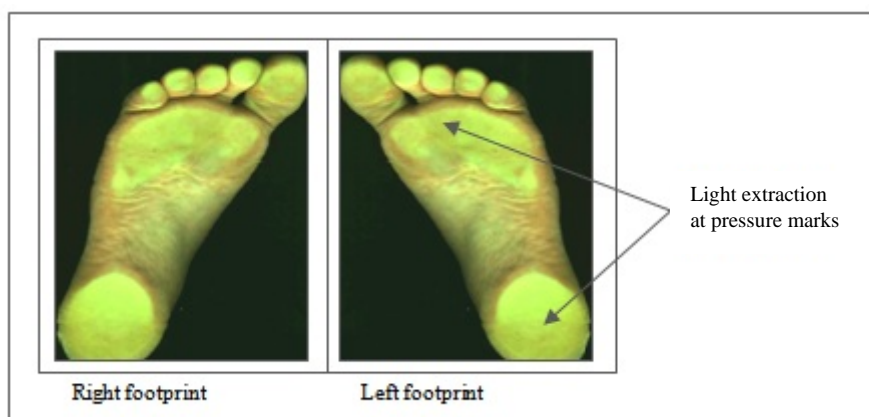 Light extraction
at pressure marks
Right footprint
Left footprint